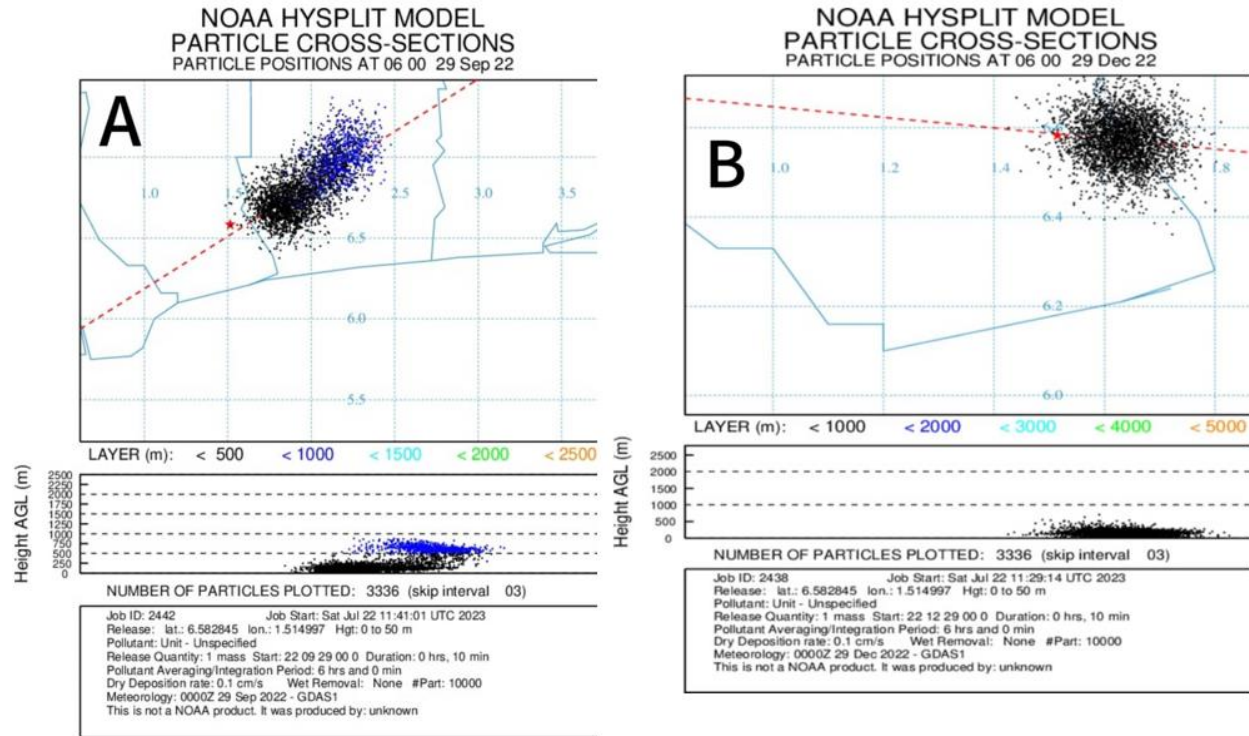 NOAA HYSPLIT MODEL
PARTICLE CROSS-SECTIONS
PARTICLE POSITIONS AT 06 00 29 Sep 22
A
1.0
2.5
3.0
3.5
6.5
6.0
5.5
LAYER (m): < 500 < 1000 < 1500 < 2000 < 2500
Height AGL (m)
2500
2250
2000
1750
1500
1250
1000
750
500
250
0
NUMBER OF PARTICLES PLOTTED: 3336 (skip interval 03)
Job ID: 2442 Job Start: Sat Jul 22 11:41:01 UTC 2023
Release: lat.: 6.582845 lon.: 1.514997 Hgt: 0 to 50 m
Pollutant: Unit - Unspecified
Release Quantity: 1 mass Start: 22 09 29 00 0 Duration: 0 hrs, 10 min
Pollutant Averaging/Integration Period: 6 hrs and 0 min
Dry Deposition rate: 0.1 cm/s Wet Removal: None #Part: 10000
Meteorology: 0000Z 29 Sep 2022 - GDAS1
This is not a NOAA product. It was produced by: unknown
NOAA HYSPLIT MODEL
PARTICLE CROSS-SECTIONS
PARTICLE POSITIONS AT 06 00 29 Dec 22
B
1.0
1.2
1.4
1.8
6.4
6.2
6.0
LAYER (m): < 1000 < 2000 < 3000 < 4000 < 5000
Height AGL (m)
2500
2000
1500
1000
500
0
NUMBER OF PARTICLES PLOTTED: 3336 (skip interval 03)
Job ID: 2438 Job Start: Sat Jul 22 11:29:14 UTC 2023
Release: lat.: 6.582845 lon.: 1.514997 Hgt: 0 to 50 m
Pollutant: Unit - Unspecified
Release Quantity: 1 mass Start: 22 12 29 00 0 Duration: 0 hrs, 10 min
Pollutant Averaging/Integration Period: 6 hrs and 0 min
Dry Deposition rate: 0.1 cm/s Wet Removal: None #Part: 10000
Meteorology: 0000Z 29 Dec 2022 - GDAS1
This is not a NOAA product. It was produced by: unknown